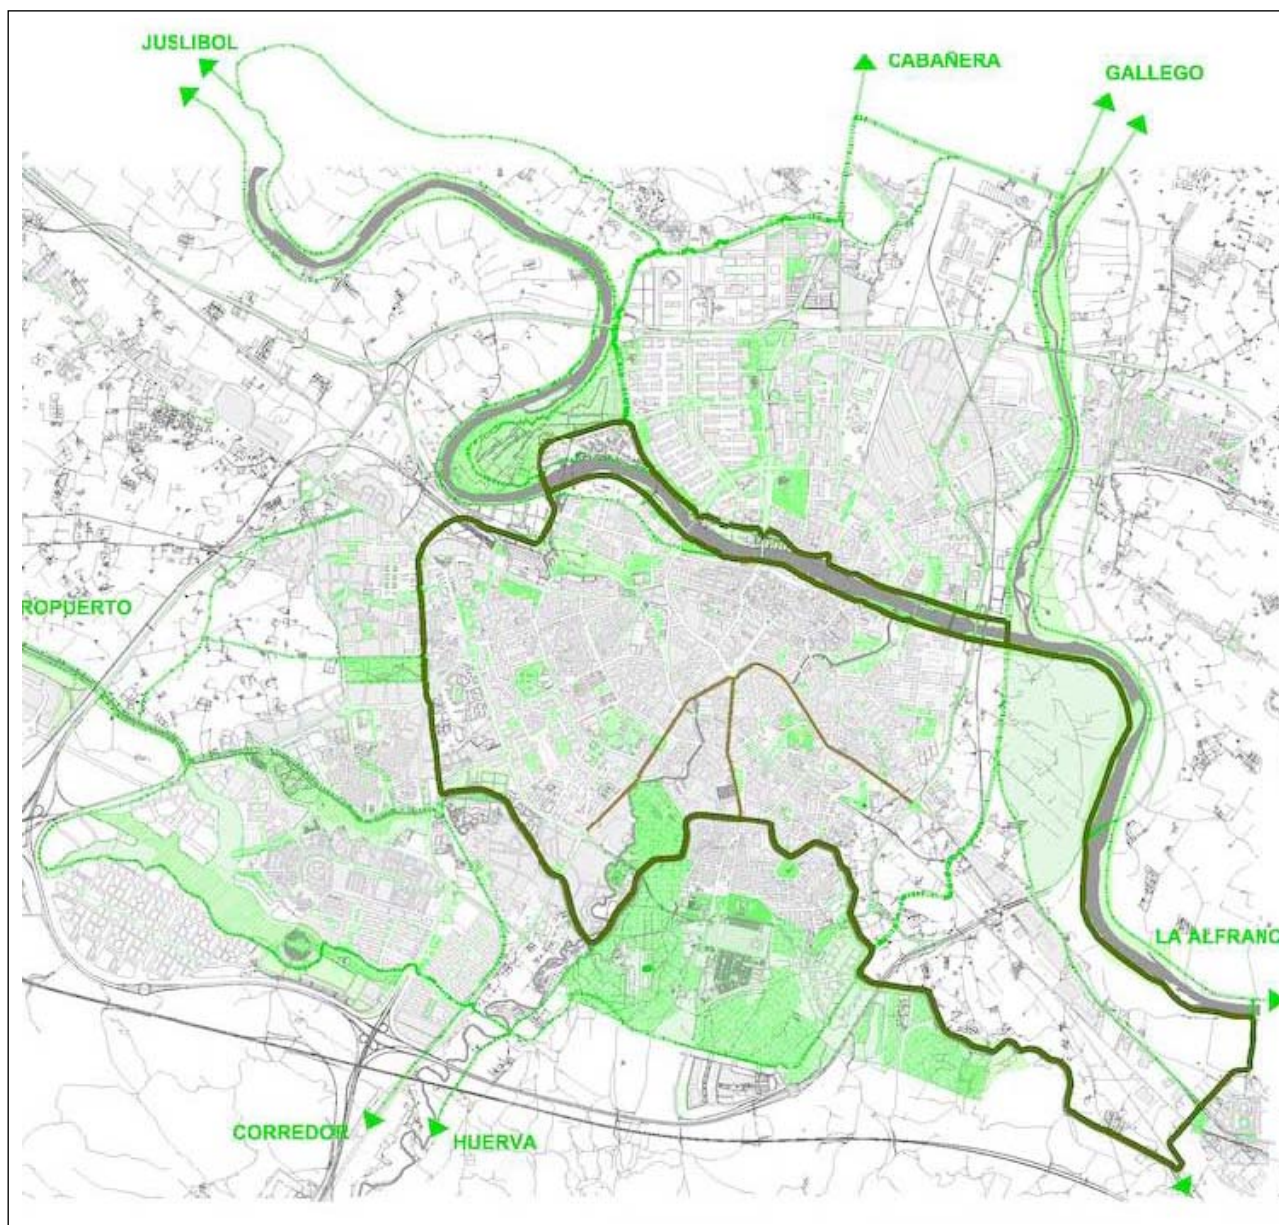 JUSLIBOL
CABAÑERA
GALLEGO
ROPUERTO
LA ALFRANC
CORREDOR
HUERVA